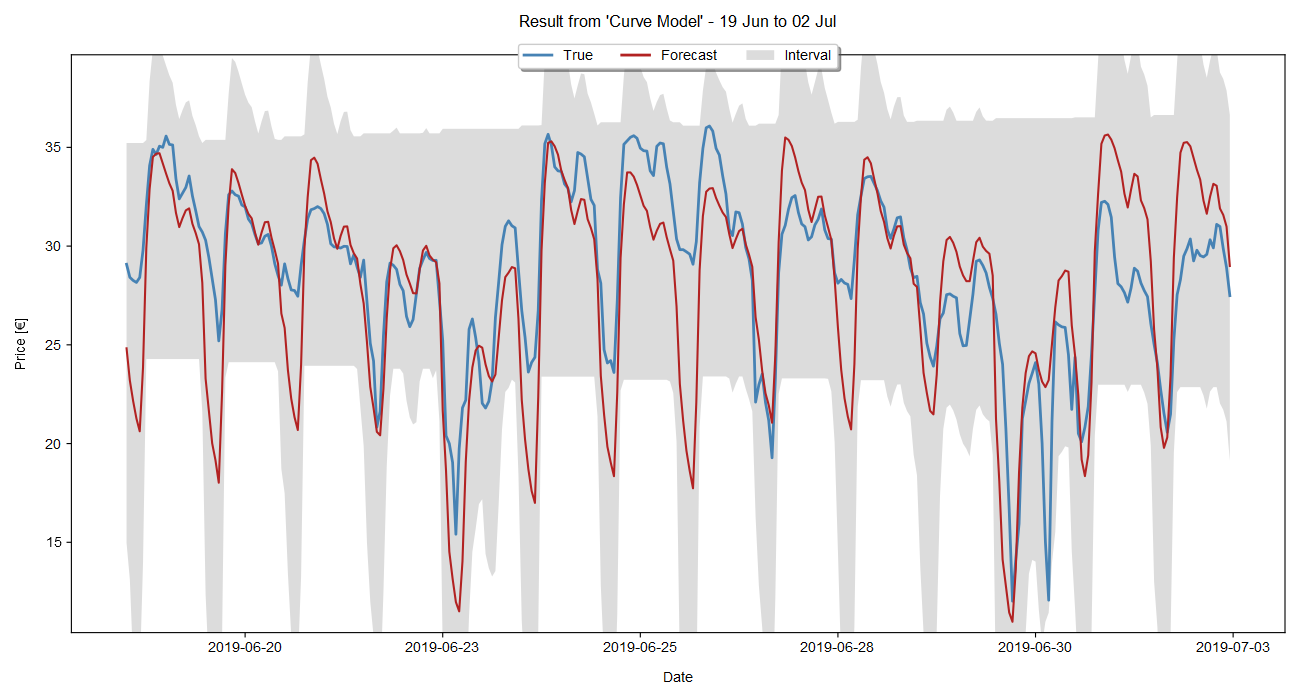 Result from 'Curve Model' - 19 Jun to 02 Jul
True
Forecast
Interval
Price [€]
35
30
25
20
15
2019-06-20
2019-06-23
2019-06-25
2019-06-28
2019-06-30
2019-07-03
Date